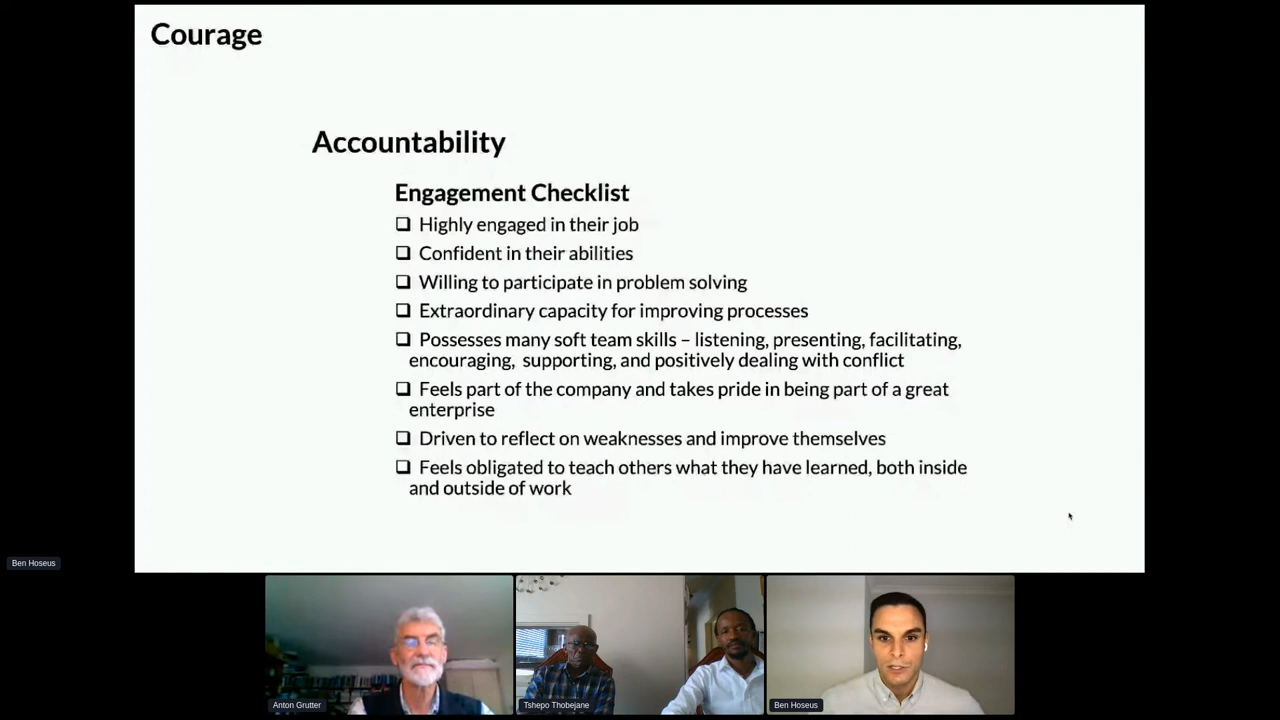 Courage
Accountability
Engagement Checklist
Highly engaged in their job
Confident in their abilities
Willing to participate in problem solving
Extraordinary capacity for improving processes
Possesses many soft team skills – listening, presenting, facilitating,
encouraging, supporting, and positively dealing with conflict
Feels part of the company and takes pride in being part of a great
enterprise
Driven to reflect on weaknesses and improve themselves
Feels obligated to teach others what they have learned, both inside
and outside of work
Ben Hoseus
Anton Grutter
Tshepo Thobejane
Ben Hoseus